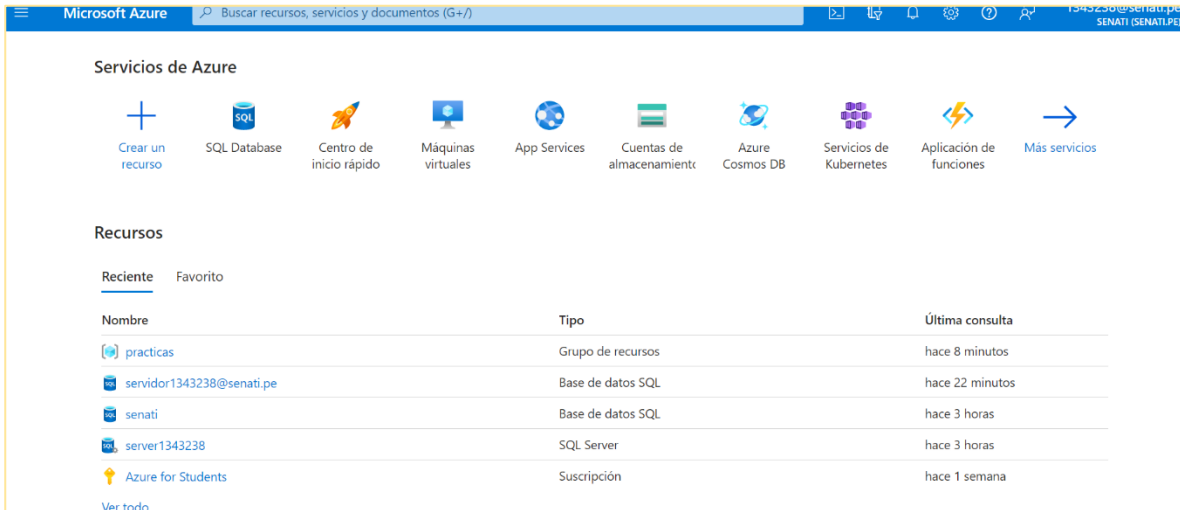 Microsoft Azure
Buscar recursos, servicios y documentos (G+/)
1343238@senati.pe
SENATI (SENATI.PE)
Servicios de Azure
Crear un recurso
SQL Database
Centro de inicio rápido
Máquinas virtuales
App Services
Cuentas de almacenamiento
Azure Cosmos DB
Servicios de Kubernetes
Aplicación de funciones
Más servicios
Recursos
Reciente Favorito
Nombre Tipo Última consulta
practicas Grupo de recursos hace 8 minutos
servidor1343238@senati.pe Base de datos SQL hace 22 minutos
senati Base de datos SQL hace 3 horas
server1343238 SQL Server hace 3 horas
Azure for Students Suscripción hace 1 semana
Ver todo